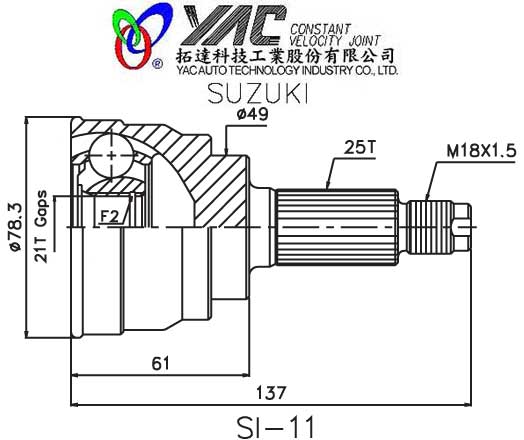 YAC CONSTANT
VELOCITY JOINT
®
拓達科技工業股份有限公司
YAC AUTO TECHNOLOGY INDUSTRY CO., LTD.
SUZUKI
ø49
25T
M18X1.5
ø78.3
21T Gaps
F2
61
137
SI-11